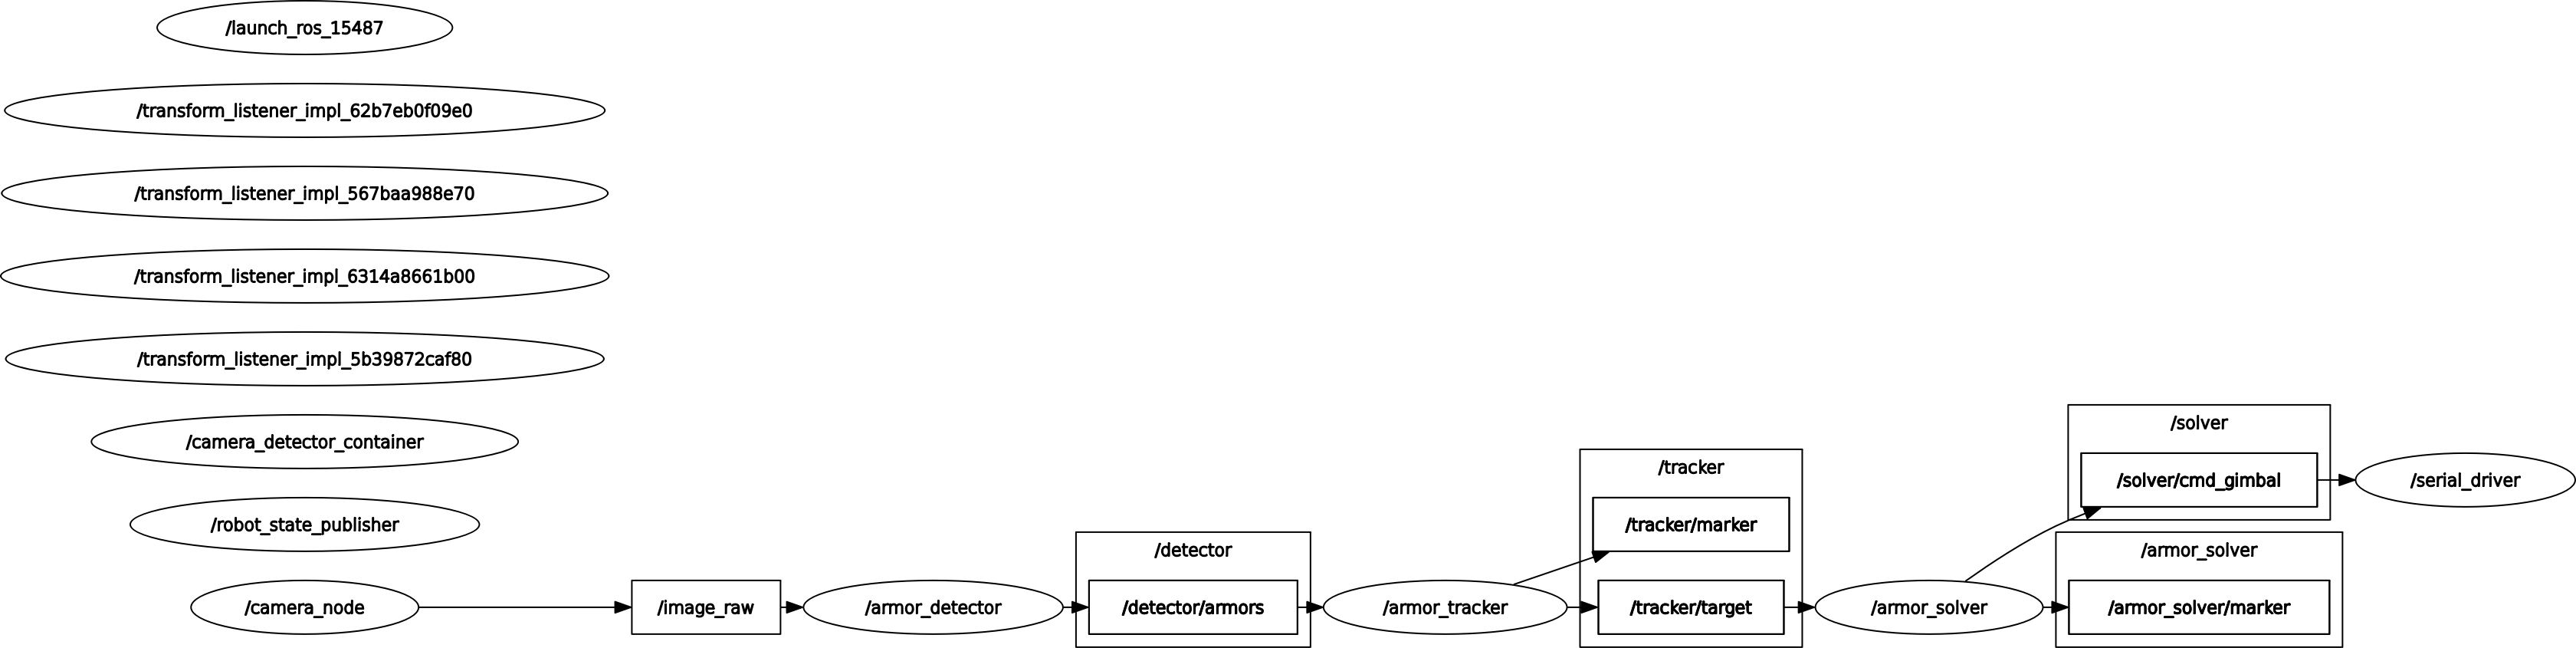 /launch_ros_15487
/transform_listener_impl_62b7eb0f09e0
/transform_listener_impl_567baa988e70
/transform_listener_impl_6314a8661b00
/transform_listener_impl_5b39872caf80
/camera_detector_container
/robot_state_publisher
/camera_node
/image_raw
/armor_detector
/detector
/detector/armors
/armor_tracker
/tracker
/tracker/marker
/tracker/target
/armor_solver
/solver
/solver/cmd_gimbal
/armor_solver
/armor_solver/marker
/serial_driver